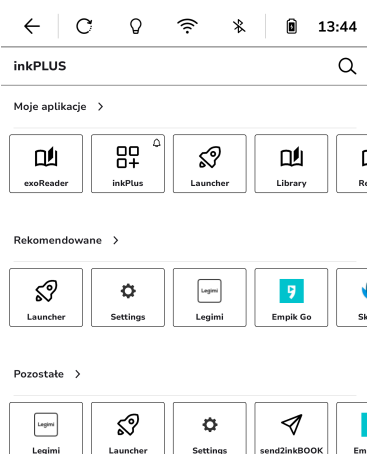 13:44
inkPLUS
Moje aplikacje
exoReader inkPlus Launcher Library
Rekomendowane
Legimi
Launcher Settings Legimi Empik Go
Pozostałe
Legimi
Legimi Launcher Settings send2inkBOOK